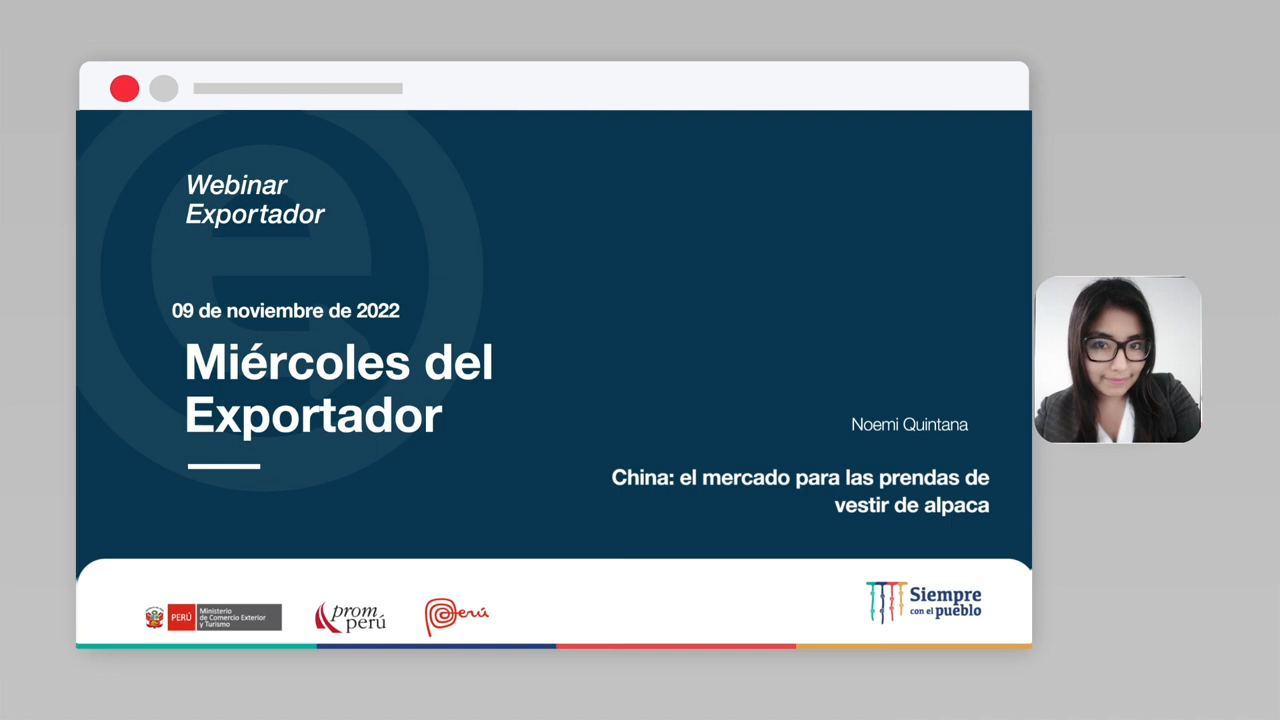 Webinar
Exportador
09 de noviembre de 2022
Miércoles del
Exportador
Noemi Quintana
China: el mercado para las prendas de
vestir de alpaca
PERÚ
Ministerio
de Comercio Exterior
y Turismo
prom
perú
Perú
Siempre
con el pueblo